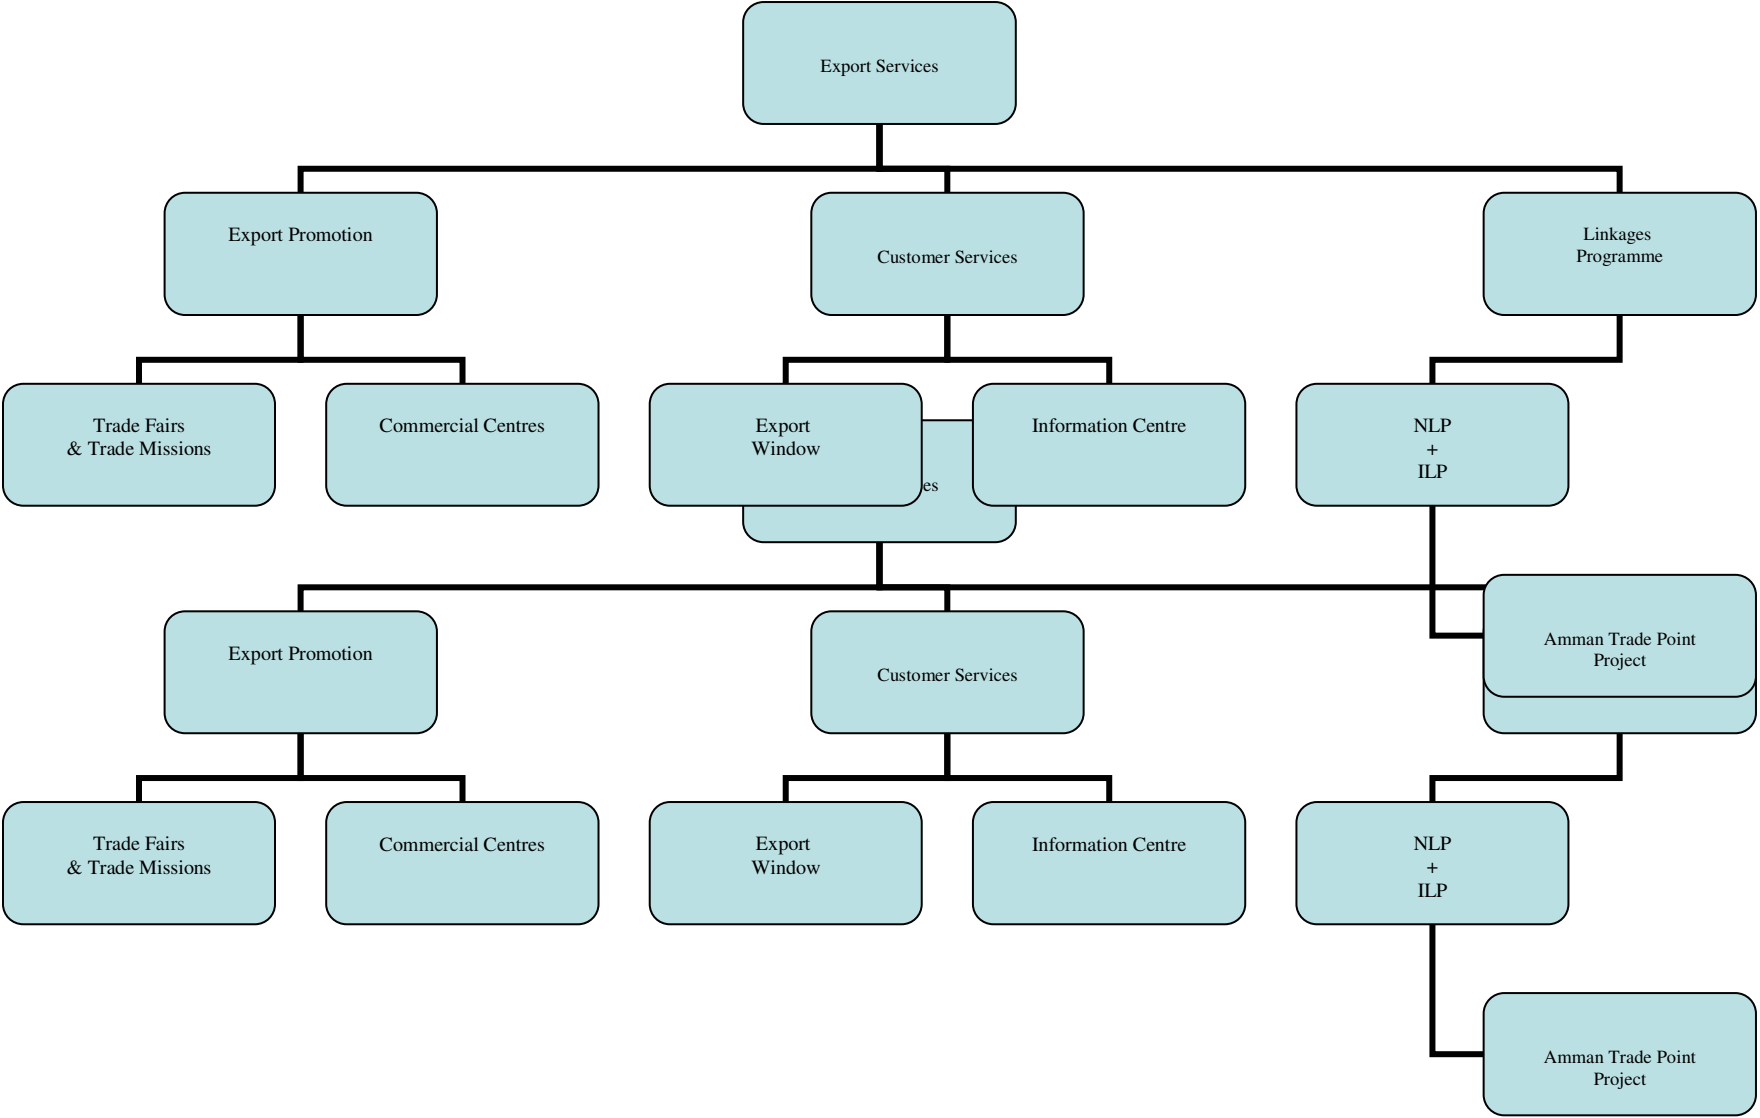 Export Services
Export Promotion
Customer Services
Linkages
Programme
Trade Fairs
& Trade Missions
Commercial Centres
Export
Window
Information Centre
NLP
+
ILP
es
Export Promotion
Customer Services
Amman Trade Point
Project
Trade Fairs
& Trade Missions
Commercial Centres
Export
Window
Information Centre
NLP
+
ILP
Amman Trade Point
Project